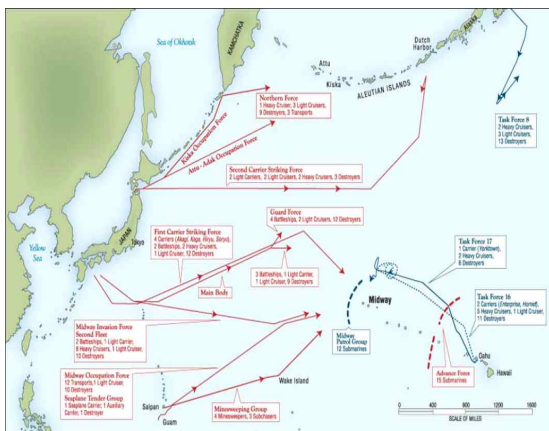 Sea of Okhotsk
KAMCHATKA
ALASKA
Dutch
Harbor
Attu
Kiska
ALEUTIAN ISLANDS
Northern Force
1 Heavy Cruiser, 3 Light Cruisers,
9 Destroyers, 3 Transports
Kiska Occupation Force
Attu - Adak Occupation Force
Task Force 8
2 Heavy Cruisers,
3 Light Cruisers,
13 Destroyers
Second Carrier Striking Force
2 Light Carriers, 2 Light Cruisers, 2 Heavy Cruisers, 3 Destroyers
Guard Force
4 Battleships, 2 Light Cruisers, 12 Destroyers
JAPAN
Tokyo
Yellow
Sea
First Carrier Striking Force
4 Carriers (Akagi, Kaga, Hiryu, Soryu),
2 Battleships, 2 Heavy Cruisers,
1 Light Cruiser, 12 Destroyers
3 Battleships, 1 Light Carrier,
1 Light Cruiser, 9 Destroyers
Main Body
Task Force 17
1 Carrier (Yorktown),
2 Heavy Cruisers,
6 Destroyers
Midway
Task Force 16
2 Carriers (Enterprise, Hornet),
5 Heavy Cruisers, 1 Light Cruiser,
11 Destroyers
Midway Invasion Force
Second Fleet
2 Battleships, 1 Light Carrier,
8 Heavy Cruisers, 1 Light Cruiser,
10 Destroyers
Midway
Patrol Group
12 Submarines
Oahu
Hawaii
Advance Force
15 Submarines
Midway Occupation Force
12 Transports, 1 Light Cruiser,
10 Destroyers
Seaplane Tender Group
1 Seaplane Carrier, 1 Auxiliary
Carrier, 1 Destroyer
Wake Island
Saipan
Guam
Minesweeping Group
4 Minesweepers, 3 Subchasers
0 400 800 1200 1600
SCALE OF MILES